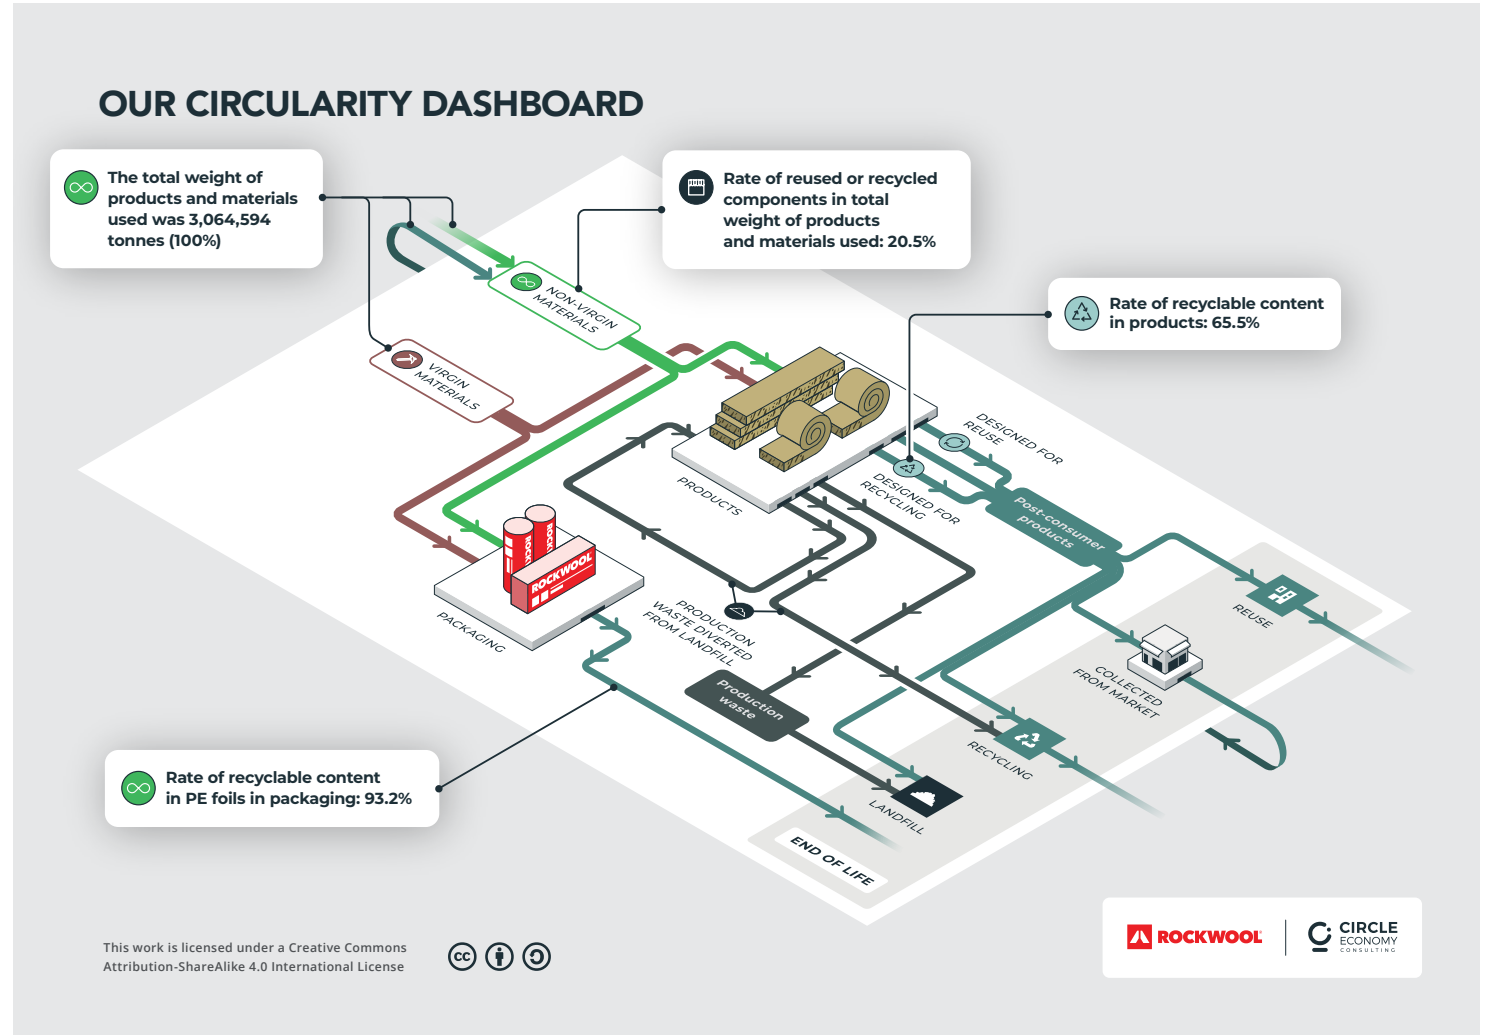 OUR CIRCULARITY DASHBOARD
The total weight of
products and materials
used was 3,064,594
tonnes (100%)
Rate of reused or recycled
components in total
weight of products
and materials used: 20.5%
Rate of recyclable content
in products: 65.5%
NON-VIRGIN
MATERIALS
VIRGIN
MATERIALS
PRODUCTS
DESIGNED FOR
REUSE
DESIGNED FOR
RECYCLING
Post-consumer
products
ROCKWOOL
ROCKWOOL
ROCKWOOL
PACKAGING
PRODUCTION
WASTE DIVERTED
FROM LANDFILL
Production
waste
REUSE
COLLECTED
FROM MARKET
RECYCLING
LANDFILL
END OF LIFE
Rate of recyclable content
in PE foils in packaging: 93.2%
This work is licensed under a Creative Commons
Attribution-ShareAlike 4.0 International License
cc
ROCKWOOL
CIRCLE
ECONOMY
CONSULTING